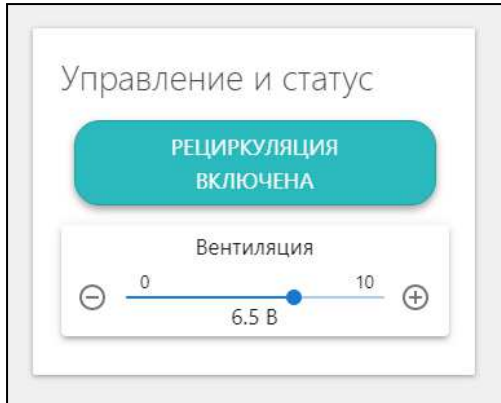 Управление и статус
РЕЦИРКУЛЯЦИЯ
ВКЛЮЧЕНА
Вентиляция
0 10
6.5 В